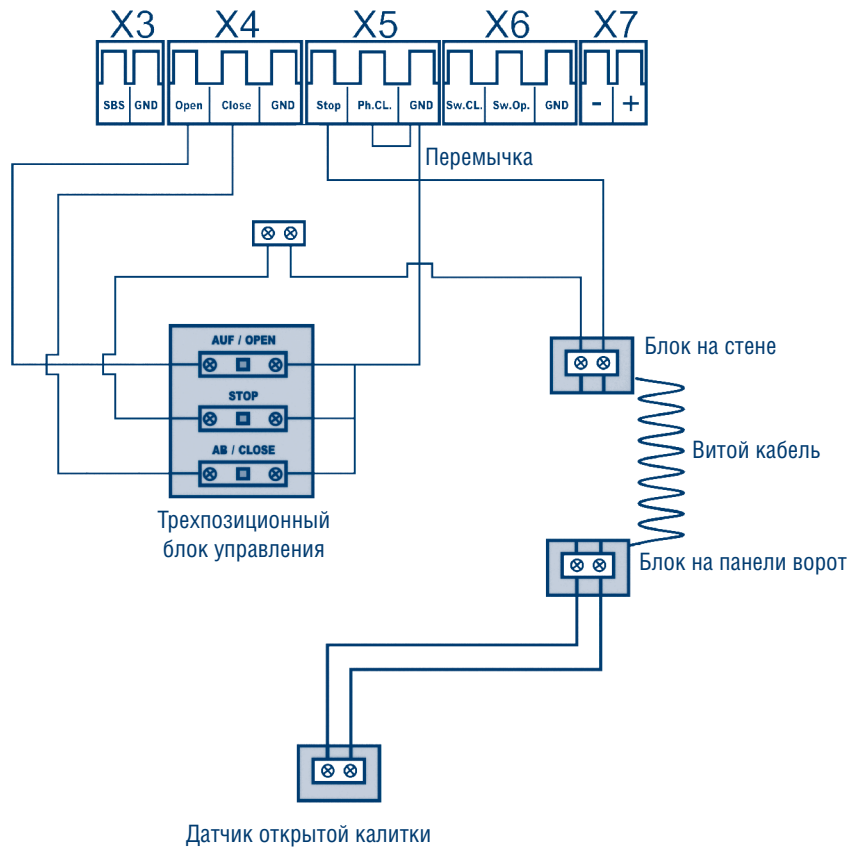 X3 X4 X5 X6 X7
SBS GND Open Close GND Stop Ph.CL. GND Sw.CL. Sw.Op. GND - +
Перемычка
AUF / OPEN
STOP
AB / CLOSE
Трехпозиционный
блок управления
Блок на стене
Витой кабель
Блок на панели ворот
Датчик открытой калитки